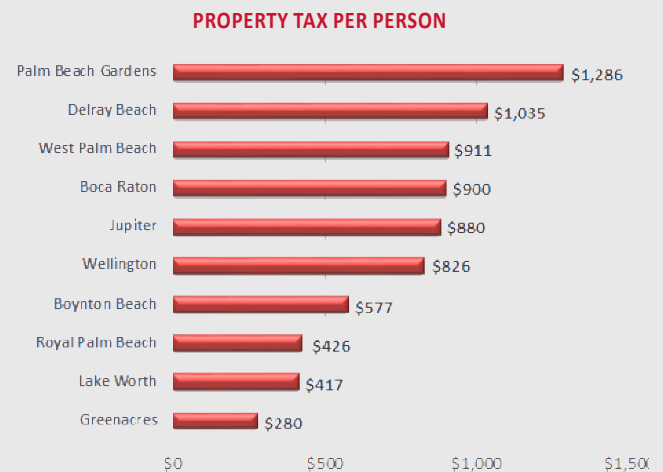 PROPERTY TAX PER PERSON
Palm Beach Gardens $1,286
Delray Beach $1,035
West Palm Beach $911
Boca Raton $900
Jupiter $880
Wellington $826
Boynton Beach $577
Royal Palm Beach $426
Lake Worth $417
Greenacres $280
$0 $500 $1,000